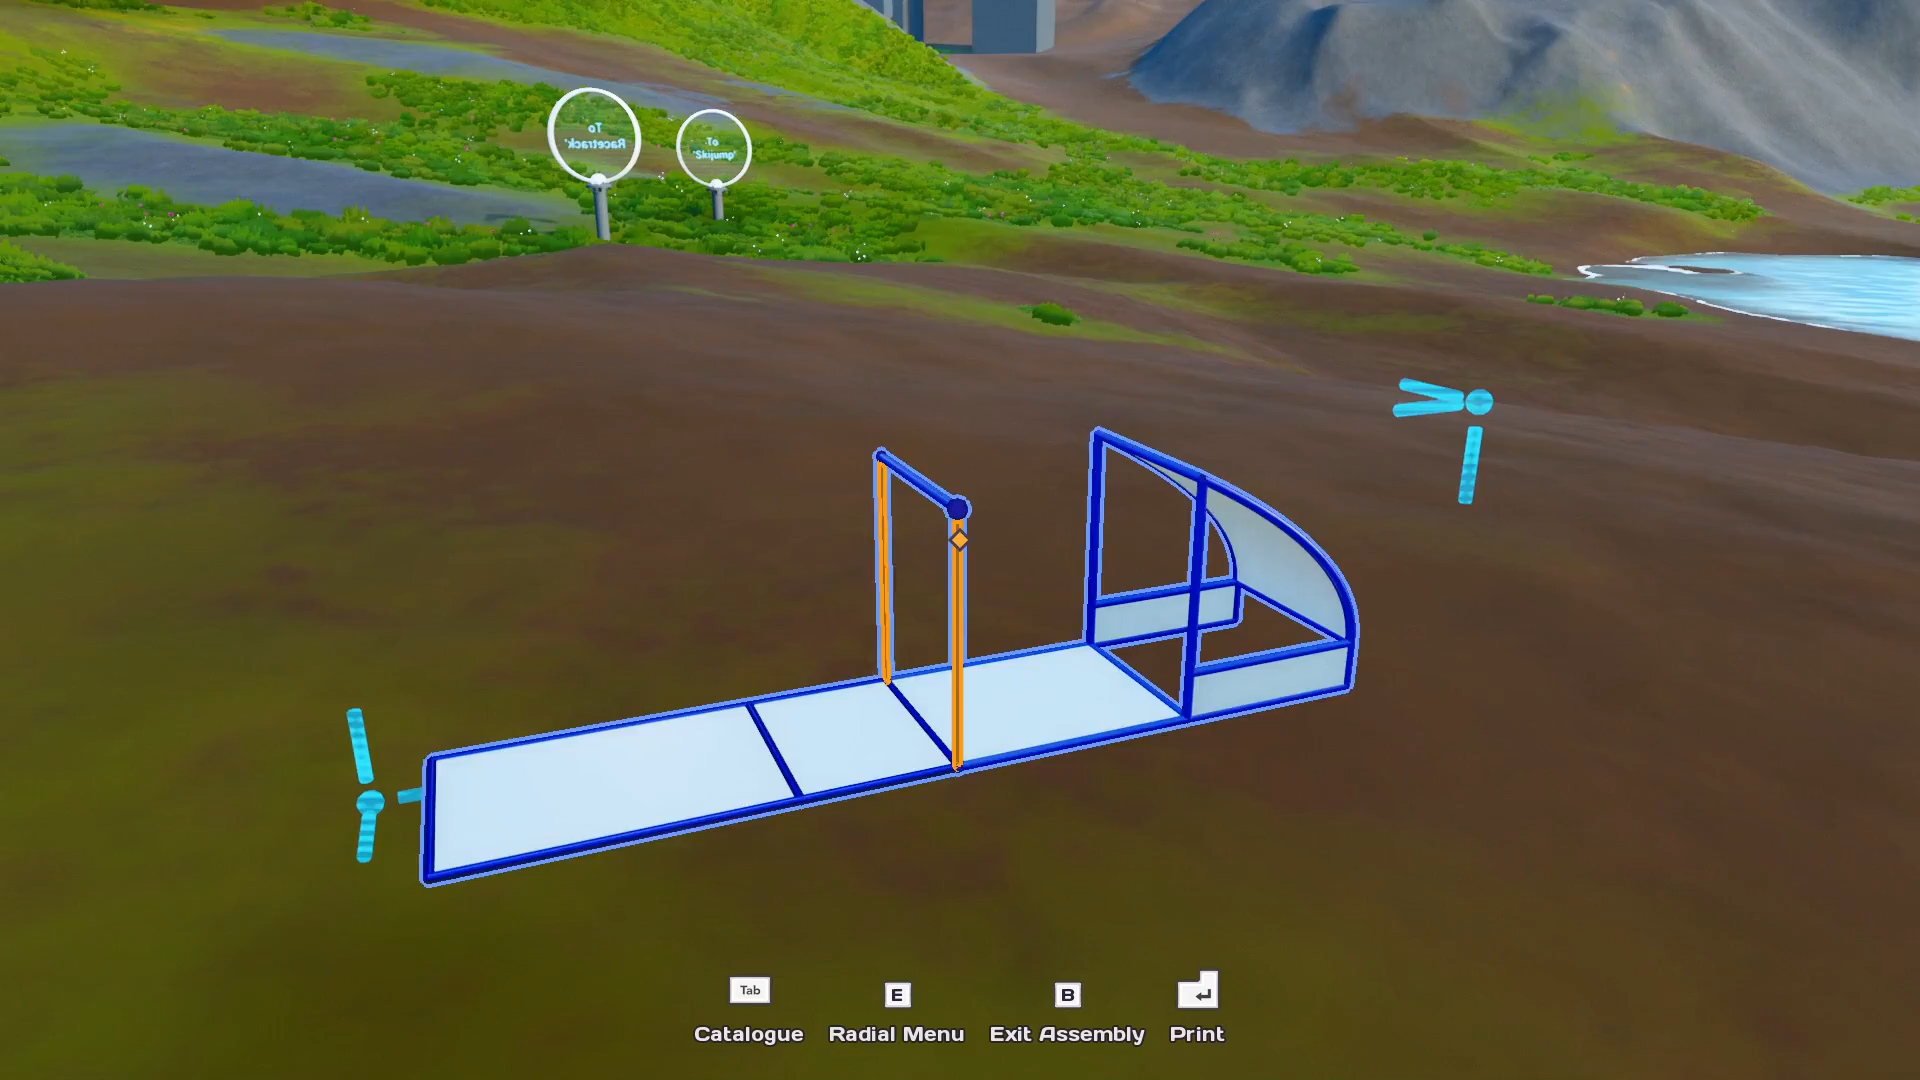 To
Racetrack'
To
'Skijump'
Tab
E
B
Catalogue
Radial Menu
Exit Assembly
Print